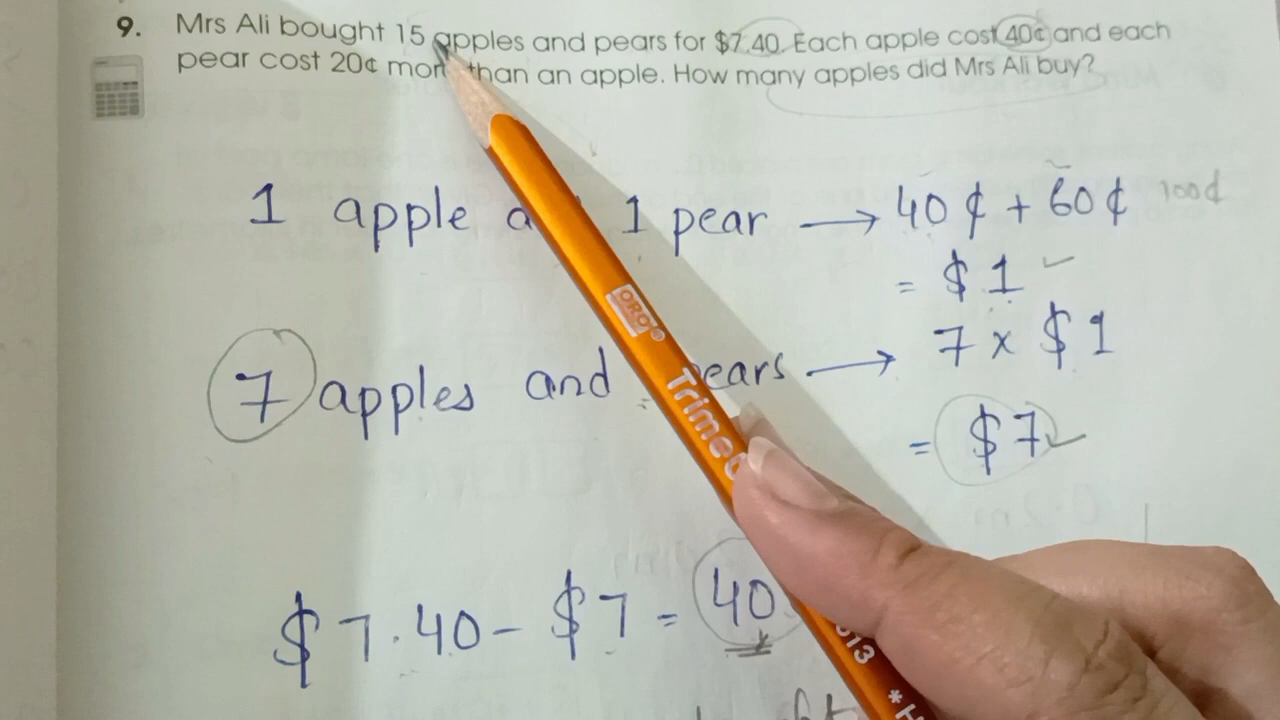 9. Mrs Ali bought 15 apples and pears for $7.40. Each apple cost 40¢ and each
pear cost 20¢ than an apple. How many apples did Mrs Ali buy?
1 apple 1 pear → 40¢ + 60¢ 100¢
= $1
7 apples and → 7 x $1
= $7
$7.40 - $7 = 40
ORO
Trime